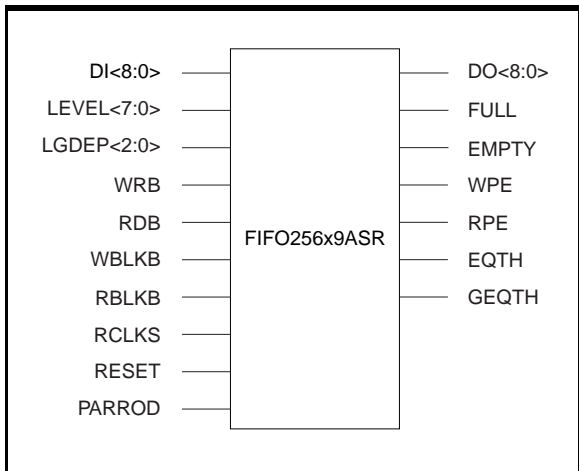 DI<8:0>
LEVEL<7:0>
LGDEP<2:0>
WRB
RDB
WBLKB
RBLKB
RCLKS
RESET
PARROD
FIFO256x9ASR
DO<8:0>
FULL
EMPTY
WPE
RPE
EQTH
GEQTH